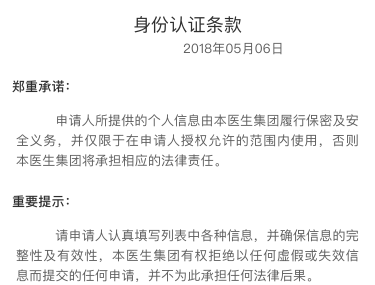 身份认证条款
2018年05月06日
郑重承诺：
申请人所提供的个人信息由本医生集团履行保密及安
全义务，并仅限于在申请人授权允许的范围内使用，否则
本医生集团将承担相应的法律责任。
重要提示：
请申请人认真填写列表中各种信息，并确保信息的完
整性及有效性，本医生集团有权拒绝以任何虚假或失效信
息而提交的任何申请，并不为此承担任何法律后果。